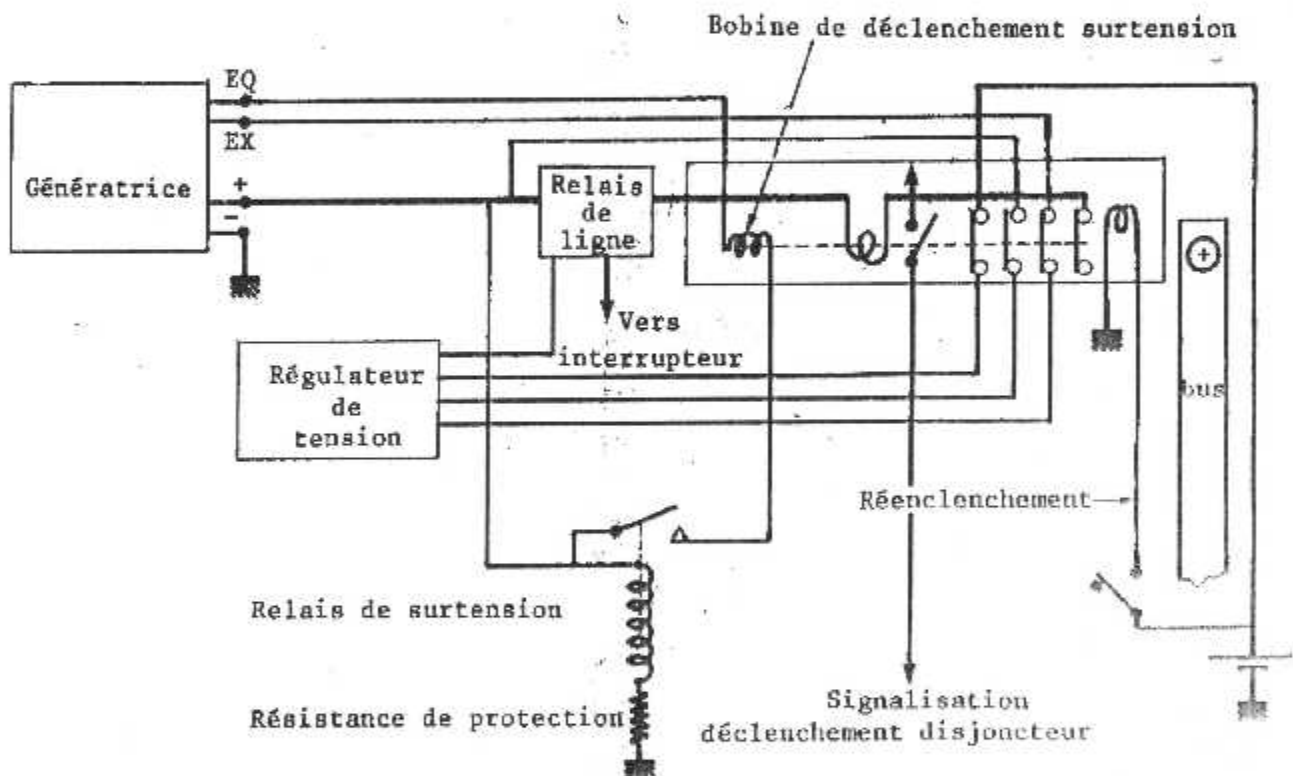 Bobine de déclenchement surtension
EQ
EX
Génératrice
+
-
Relais
de
ligne
+
Vers
interrupteur
Régulateur
de
tension
bus
Réenclenchement
Relais de surtension
Résistance de protection
Signalisation
déclenchement disjoncteur